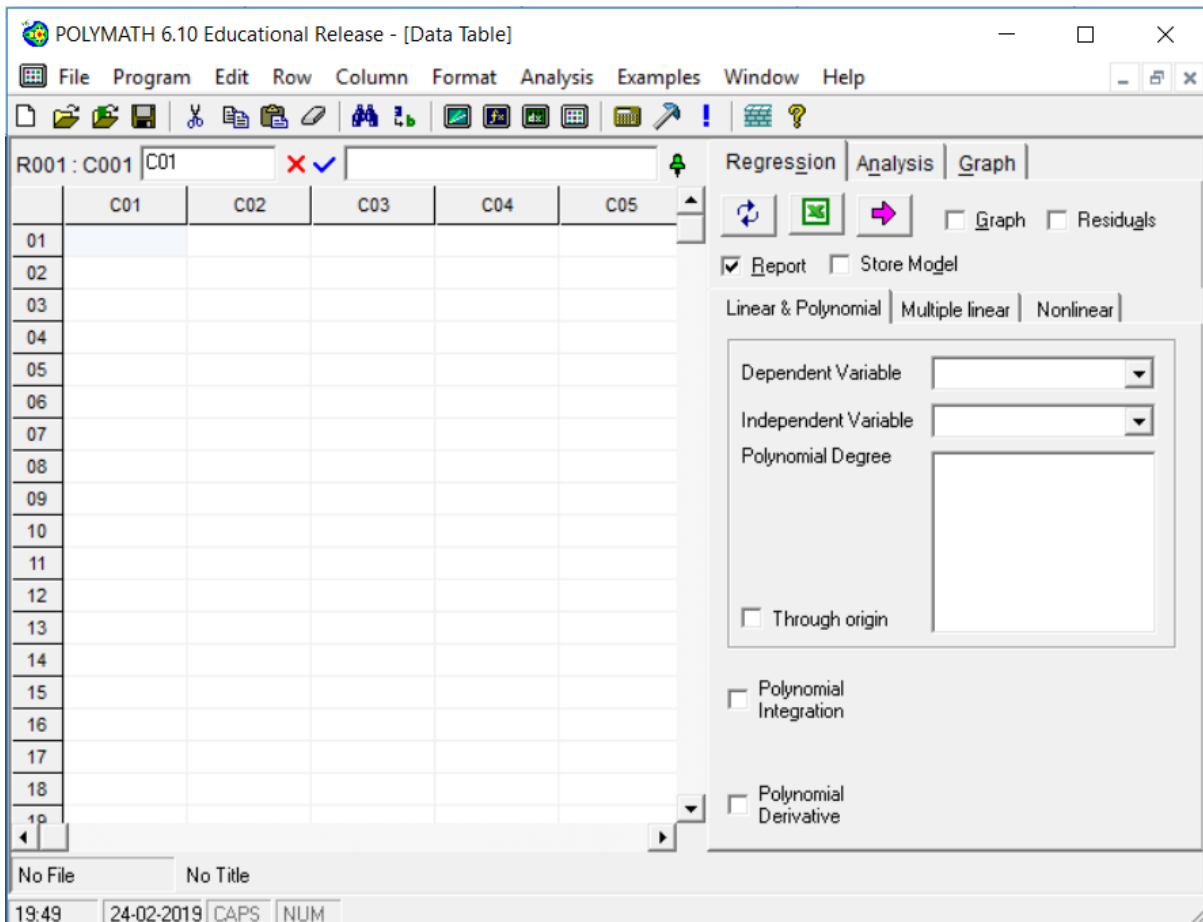 POLYMATH 6.10 Educational Release - [Data Table]
File Program Edit Row Column Format Analysis Examples Window Help
R001 : C001 C01
Regression Analysis Graph
C01 C02 C03 C04 C05
Graph Residuals
Report Store Model
Linear & Polynomial Multiple linear Nonlinear
Dependent Variable
Independent Variable
Polynomial Degree
Through origin
Polynomial
Integration
Polynomial
Derivative
01
02
03
04
05
06
07
08
09
10
11
12
13
14
15
16
17
18
19
No File No Title
19:49 24-02-2019 CAPS NUM